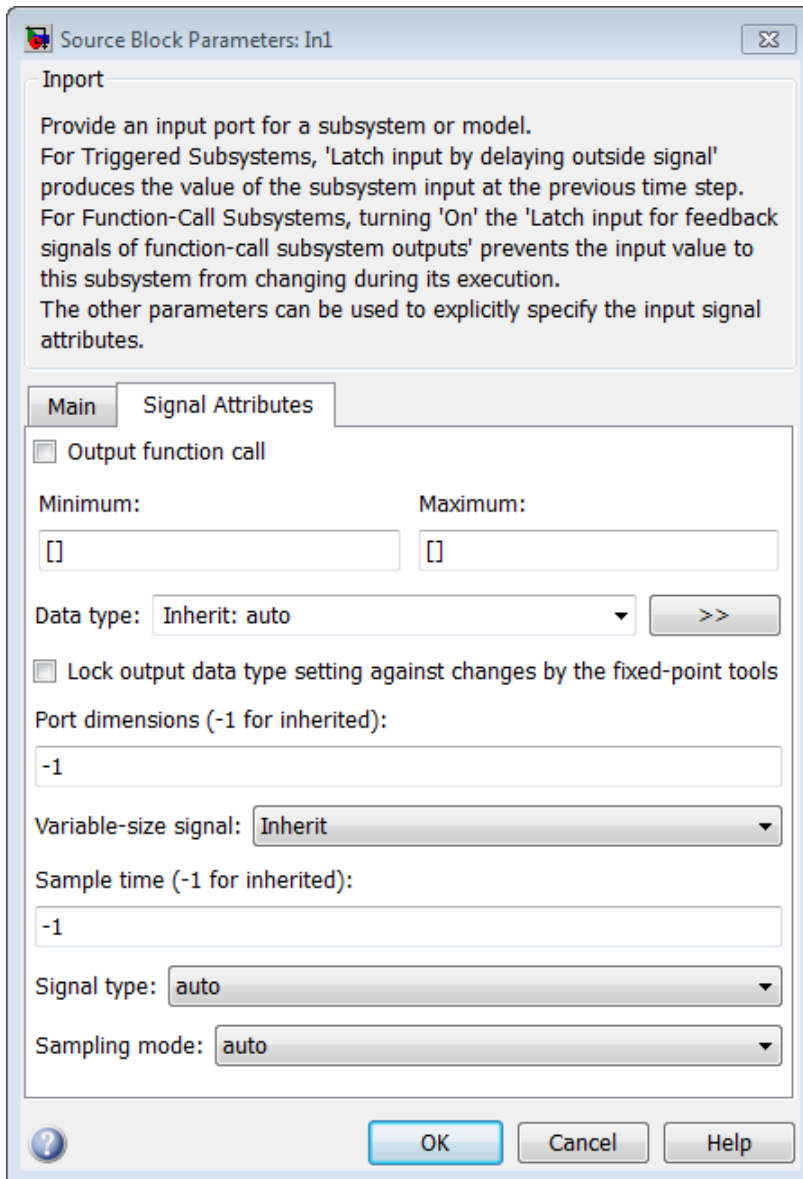 Source Block Parameters: In1
Inport
Provide an input port for a subsystem or model.
For Triggered Subsystems, 'Latch input by delaying outside signal'
produces the value of the subsystem input at the previous time step.
For Function-Call Subsystems, turning 'On' the 'Latch input for feedback
signals of function-call subsystem outputs' prevents the input value to
this subsystem from changing during its execution.
The other parameters can be used to explicitly specify the input signal
attributes.
Main Signal Attributes
Output function call
Minimum: Maximum:
[] []
Data type: Inherit: auto >>
Lock output data type setting against changes by the fixed-point tools
Port dimensions (-1 for inherited):
-1
Variable-size signal: Inherit
Sample time (-1 for inherited):
-1
Signal type: auto
Sampling mode: auto
? OK Cancel Help